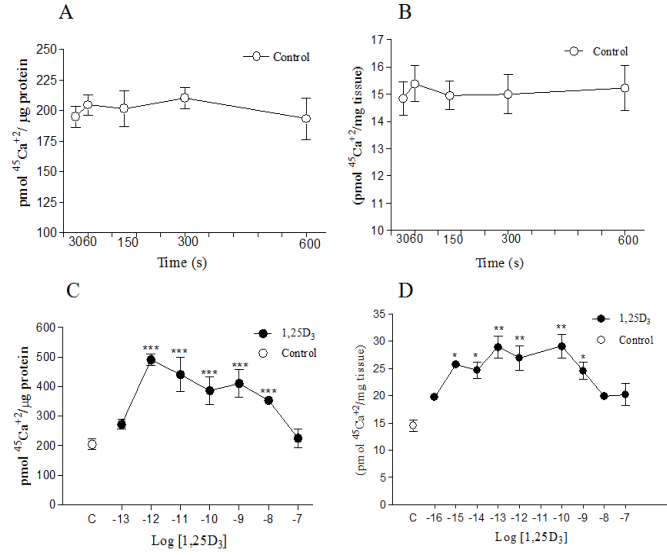 A
Control
pmol ⁴⁵Ca⁺²/ µg protein
250
225
200
175
150
125
100
3060 150 300 600
Time (s)
B
Control
(pmol ⁴⁵Ca⁺²/mg tissue)
17
16
15
14
13
12
11
10
3060 150 300 600
Time (s)
C
1,25D₃
Control
pmol ⁴⁵Ca⁺²/µg protein
600
500
400
300
200
100
0
*** *** *** *** ***
C -13 -12 -11 -10 -9 -8 -7
Log [1,25D₃]
D
1,25D₃
Control
(pmol ⁴⁵Ca⁺²/mg tissue)
35
30
25
20
15
10
5
0
* * ** ** ** *
C -16 -15 -14 -13 -12 -11 -10 -9 -8 -7
Log [1,25D₃]